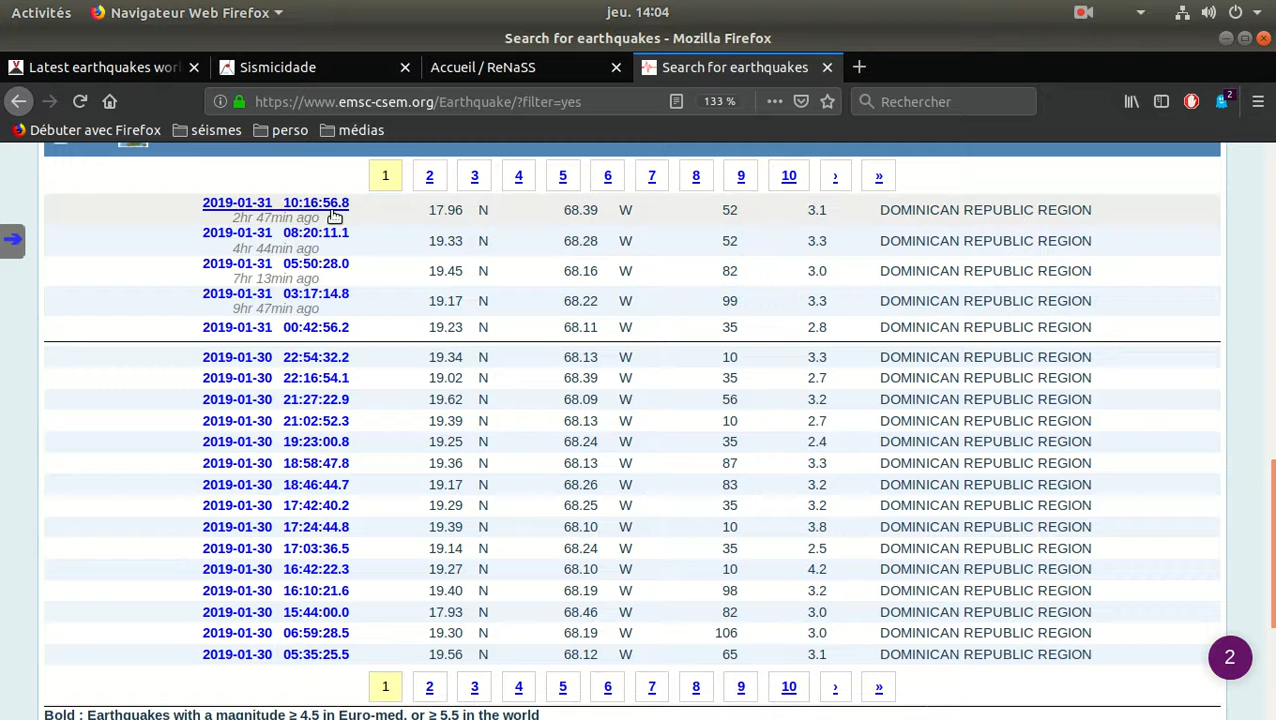 Activités Navigateur Web Firefox jeu. 14:04
Search for earthquakes - Mozilla Firefox
Latest earthquakes worl Sismicidade Accueil / ReNaSS Search for earthquakes
https://www.emsc-csem.org/Earthquake/?filter=yes 133 % Rechercher 2
Débuter avec Firefox séismes perso médias
1 2 3 4 5 6 7 8 9 10 › »
2019-01-31 10:16:56.8 17.96 N 68.39 W 52 3.1 DOMINICAN REPUBLIC REGION
2hr 47min ago
2019-01-31 08:20:11.1 19.33 N 68.28 W 52 3.3 DOMINICAN REPUBLIC REGION
4hr 44min ago
2019-01-31 05:50:28.0 19.45 N 68.16 W 82 3.0 DOMINICAN REPUBLIC REGION
7hr 13min ago
2019-01-31 03:17:14.8 19.17 N 68.22 W 99 3.3 DOMINICAN REPUBLIC REGION
9hr 47min ago
2019-01-31 00:42:56.2 19.23 N 68.11 W 35 2.8 DOMINICAN REPUBLIC REGION
2019-01-30 22:54:32.2 19.34 N 68.13 W 10 3.3 DOMINICAN REPUBLIC REGION
2019-01-30 22:16:54.1 19.02 N 68.39 W 35 2.7 DOMINICAN REPUBLIC REGION
2019-01-30 21:27:22.9 19.62 N 68.09 W 56 3.2 DOMINICAN REPUBLIC REGION
2019-01-30 21:02:52.3 19.39 N 68.13 W 10 2.7 DOMINICAN REPUBLIC REGION
2019-01-30 19:23:00.8 19.25 N 68.24 W 35 2.4 DOMINICAN REPUBLIC REGION
2019-01-30 18:58:47.8 19.36 N 68.13 W 87 3.3 DOMINICAN REPUBLIC REGION
2019-01-30 18:46:44.7 19.17 N 68.26 W 83 3.2 DOMINICAN REPUBLIC REGION
2019-01-30 17:42:40.2 19.29 N 68.25 W 35 3.2 DOMINICAN REPUBLIC REGION
2019-01-30 17:24:44.8 19.39 N 68.10 W 10 3.8 DOMINICAN REPUBLIC REGION
2019-01-30 17:03:36.5 19.14 N 68.24 W 35 2.5 DOMINICAN REPUBLIC REGION
2019-01-30 16:42:22.3 19.27 N 68.10 W 10 4.2 DOMINICAN REPUBLIC REGION
2019-01-30 16:10:21.6 19.40 N 68.19 W 98 3.2 DOMINICAN REPUBLIC REGION
2019-01-30 15:44:00.0 17.93 N 68.46 W 82 3.0 DOMINICAN REPUBLIC REGION
2019-01-30 06:59:28.5 19.30 N 68.19 W 106 3.0 DOMINICAN REPUBLIC REGION
2019-01-30 05:35:25.5 19.56 N 68.12 W 65 3.1 DOMINICAN REPUBLIC REGION
2
1 2 3 4 5 6 7 8 9 10 › »
Bold : Earthquakes with a magnitude ≥ 4.5 in Euro-med, or ≥ 5.5 in the world